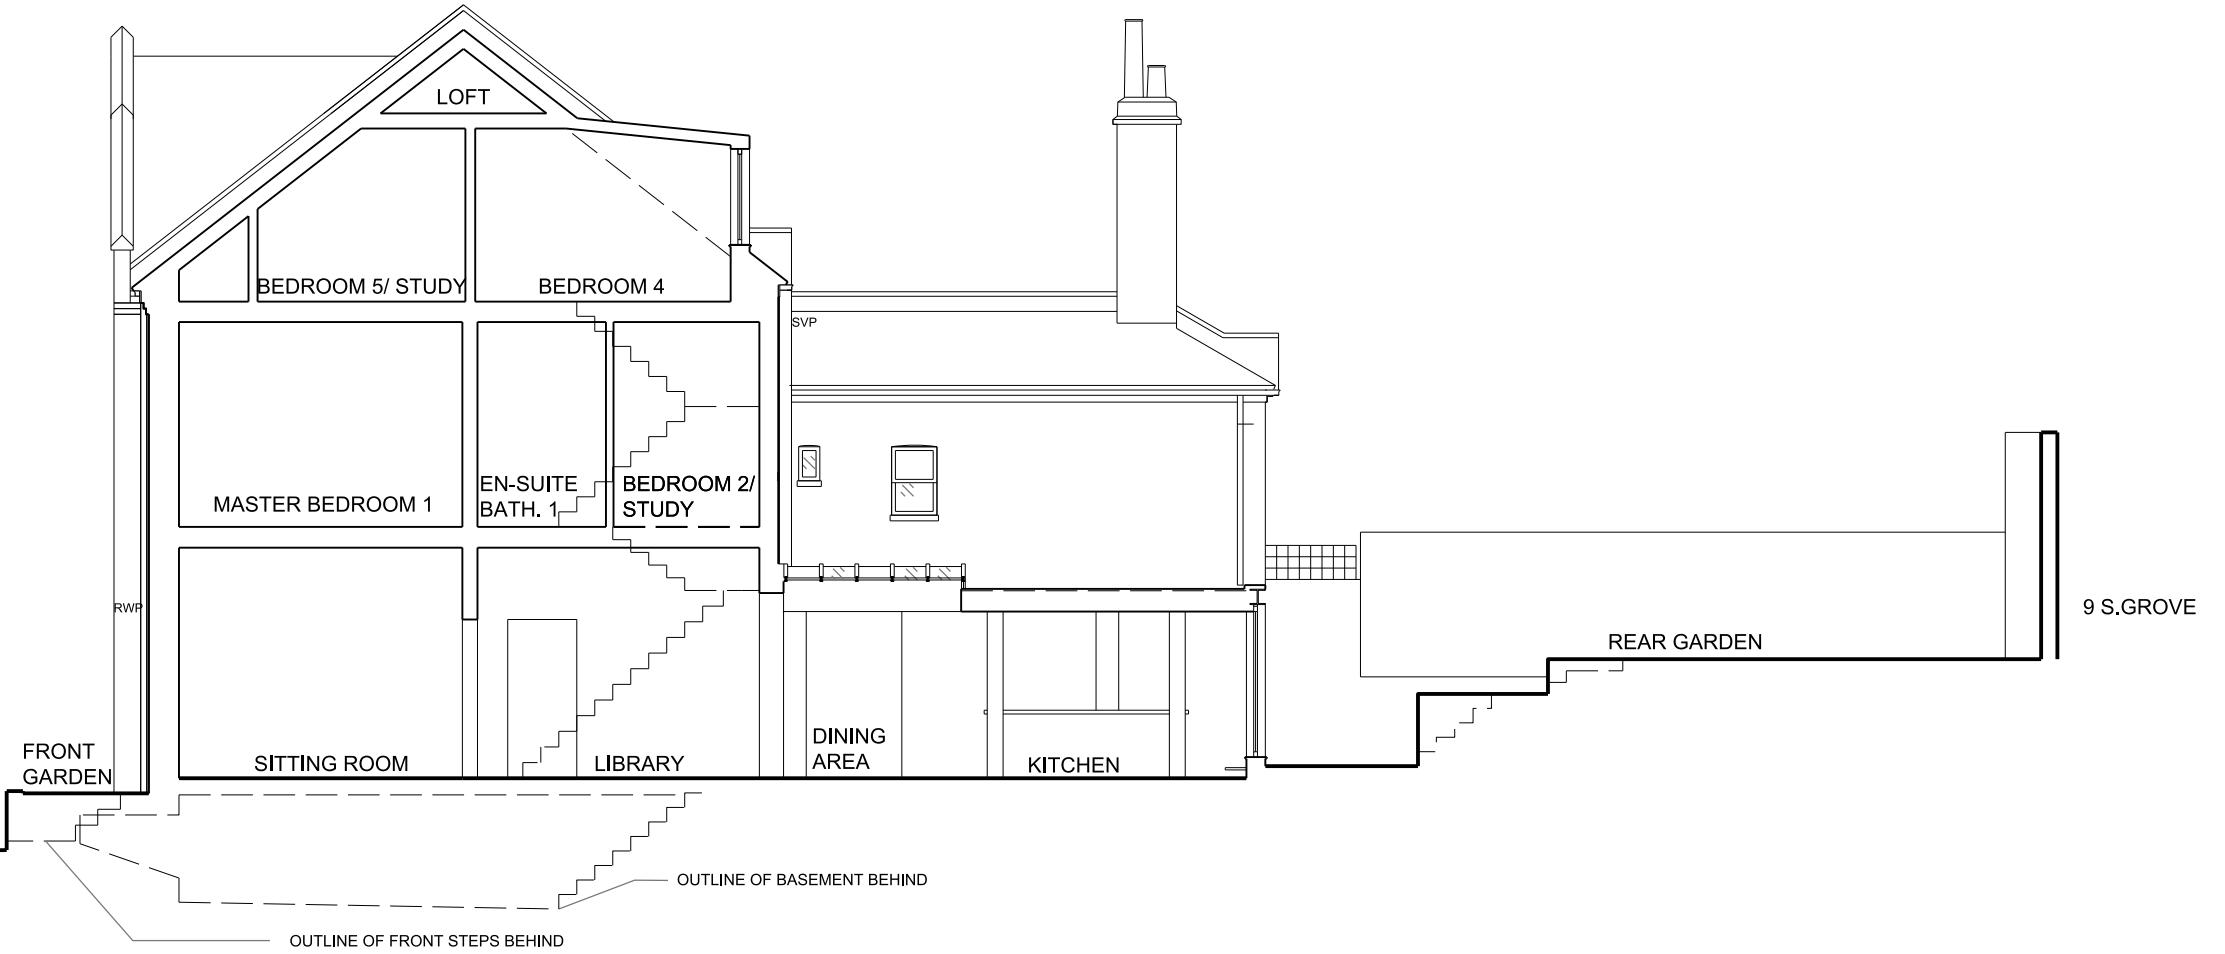 LOFT
BEDROOM 5/ STUDY
BEDROOM 4
SVP
MASTER BEDROOM 1
EN-SUITE
BATH. 1
BEDROOM 2/
STUDY
RWP
9 S.GROVE
REAR GARDEN
FRONT
GARDEN
SITTING ROOM
LIBRARY
DINING
AREA
KITCHEN
OUTLINE OF BASEMENT BEHIND
OUTLINE OF FRONT STEPS BEHIND